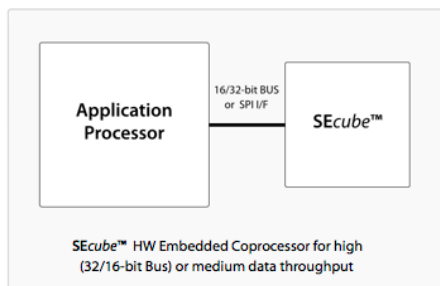 Application
Processor
16/32-bit BUS
or SPI I/F
SEcube™
SEcube™ HW Embedded Coprocessor for high
(32/16-bit Bus) or medium data throughput